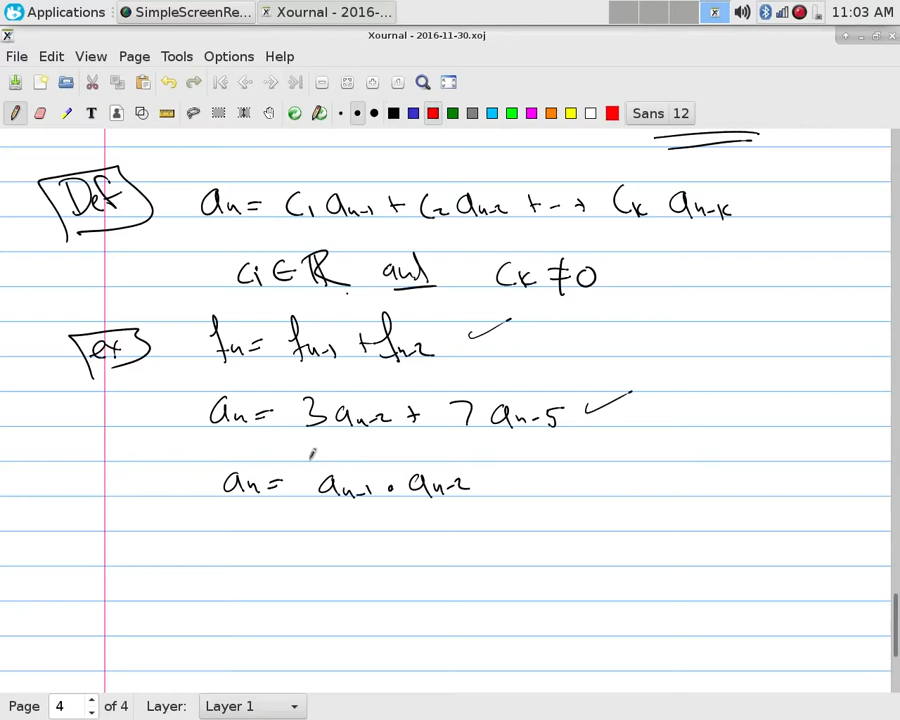 Applications SimpleScreenRe... Xournal - 2016-... 11:03 AM
Xournal - 2016-11-30.xoj
File Edit View Page Tools Options Help
T Sans 12
Def aₙ = c₁ aₙ₋₁ + c₂ aₙ₋₂ + -- + cₖ aₙ₋ₖ
cᵢ ∈ ℝ and cₖ ≠ 0
ex fₙ = fₙ₋₁ + fₙ₋₂ ✓
aₙ = 3 aₙ₋₂ + 7 aₙ₋₅ ✓
aₙ = aₙ₋₁ • aₙ₋₂
Page 4 of 4 Layer: Layer 1